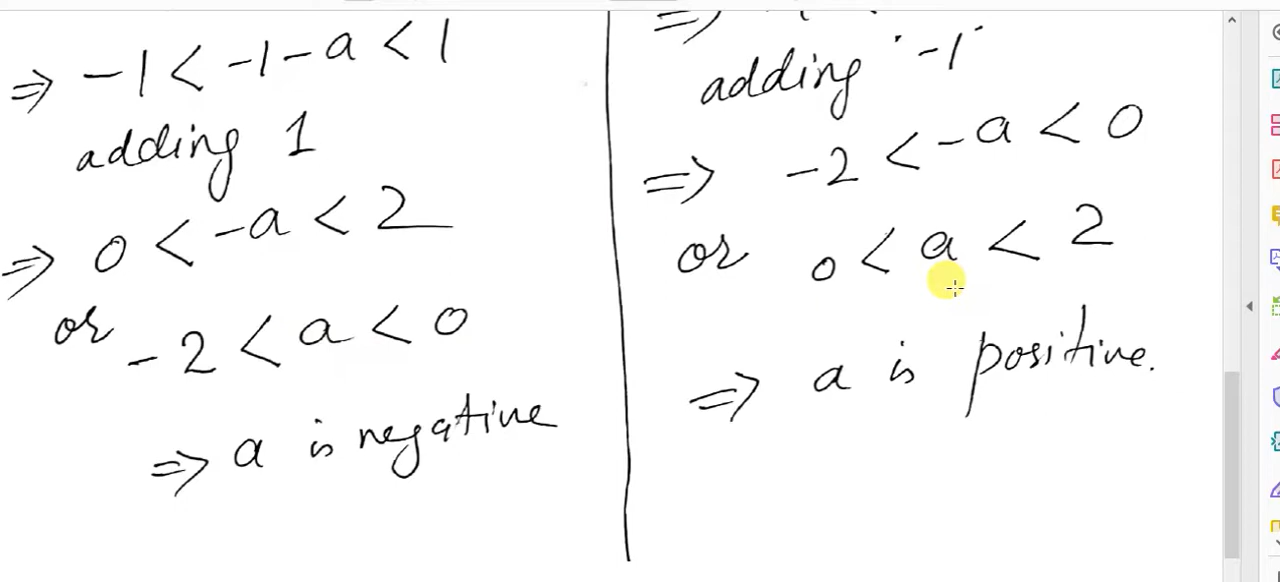 ⇒ -1 < -1 - a < 1
adding 1
⇒ 0 < -a < 2
or -2 < a < 0
⇒ a is negative
adding '-1'
⇒ -2 < -a < 0
or 0 < a < 2
⇒ a is positive.